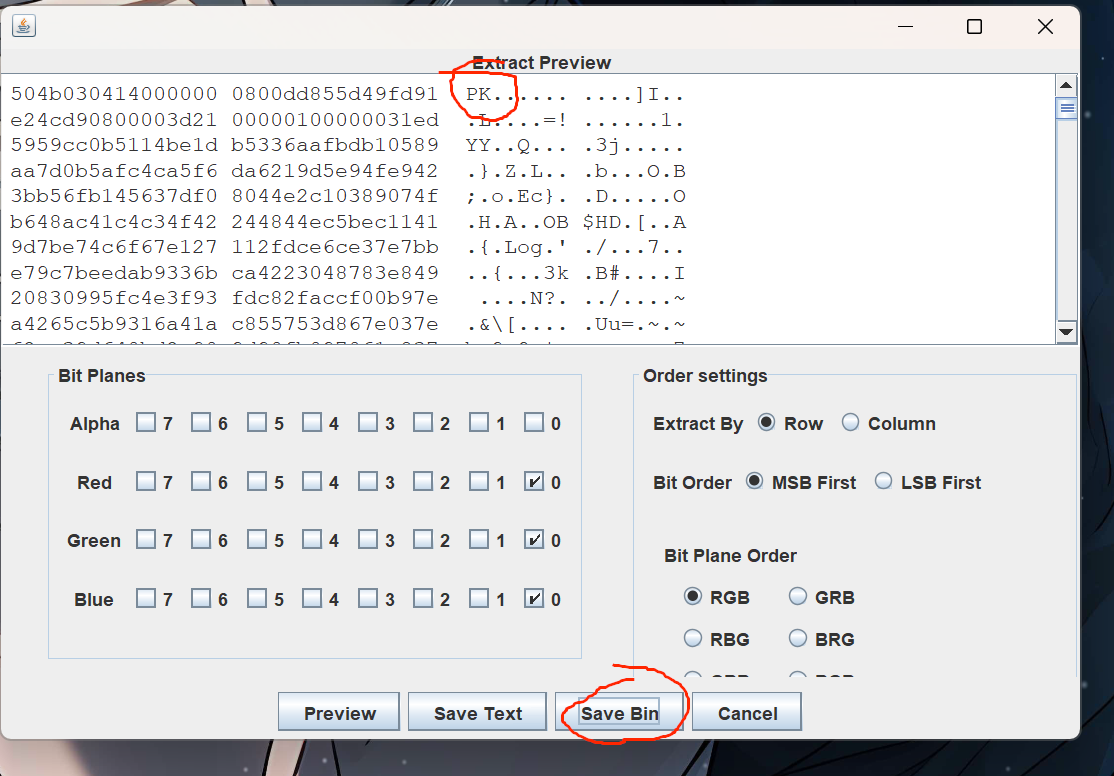 Extract Preview
504b030414000000 0800dd855d49fd91 PK...... ....]I..
e24cd90800003d21 00000100000031ed .L....=! ......1.
5959cc0b5114be1d b5336aafbdb10589 YY..Q... .3j.....
aa7d0b5afc4ca5f6 da6219d5e94fe942 .}.Z.L.. .b...O.B
3bb56fb145637df0 8044e2c10389074f ;.o.Ec}. .D.....O
b648ac41c4c34f42 244844ec5bec1141 .H.A..OB $HD.[..A
9d7be74c6f67e127 112fdce6ce37e7bb .{.Log.' ./...7..
e79c7beedab9336b ca4223048783e849 ..{...3k .B#....I
20830995fc4e3f93 fdc82faccf00b97e ....N?. ../....~
a4265c5b9316a41a c855753d867e037e .&\[.... .Uu=.~.~
Bit Planes
Alpha 7 6 5 4 3 2 1 0
Red 7 6 5 4 3 2 1 0
Green 7 6 5 4 3 2 1 0
Blue 7 6 5 4 3 2 1 0
Order settings
Extract By Row Column
Bit Order MSB First LSB First
Bit Plane Order
RGB GRB
RBG BRG
Preview Save Text Save Bin Cancel